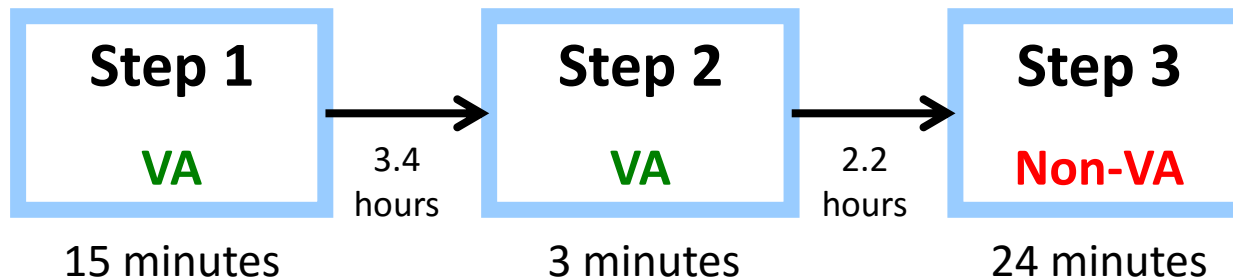 Step 1
VA
15 minutes
3.4
hours
Step 2
VA
3 minutes
2.2
hours
Step 3
Non-VA
24 minutes